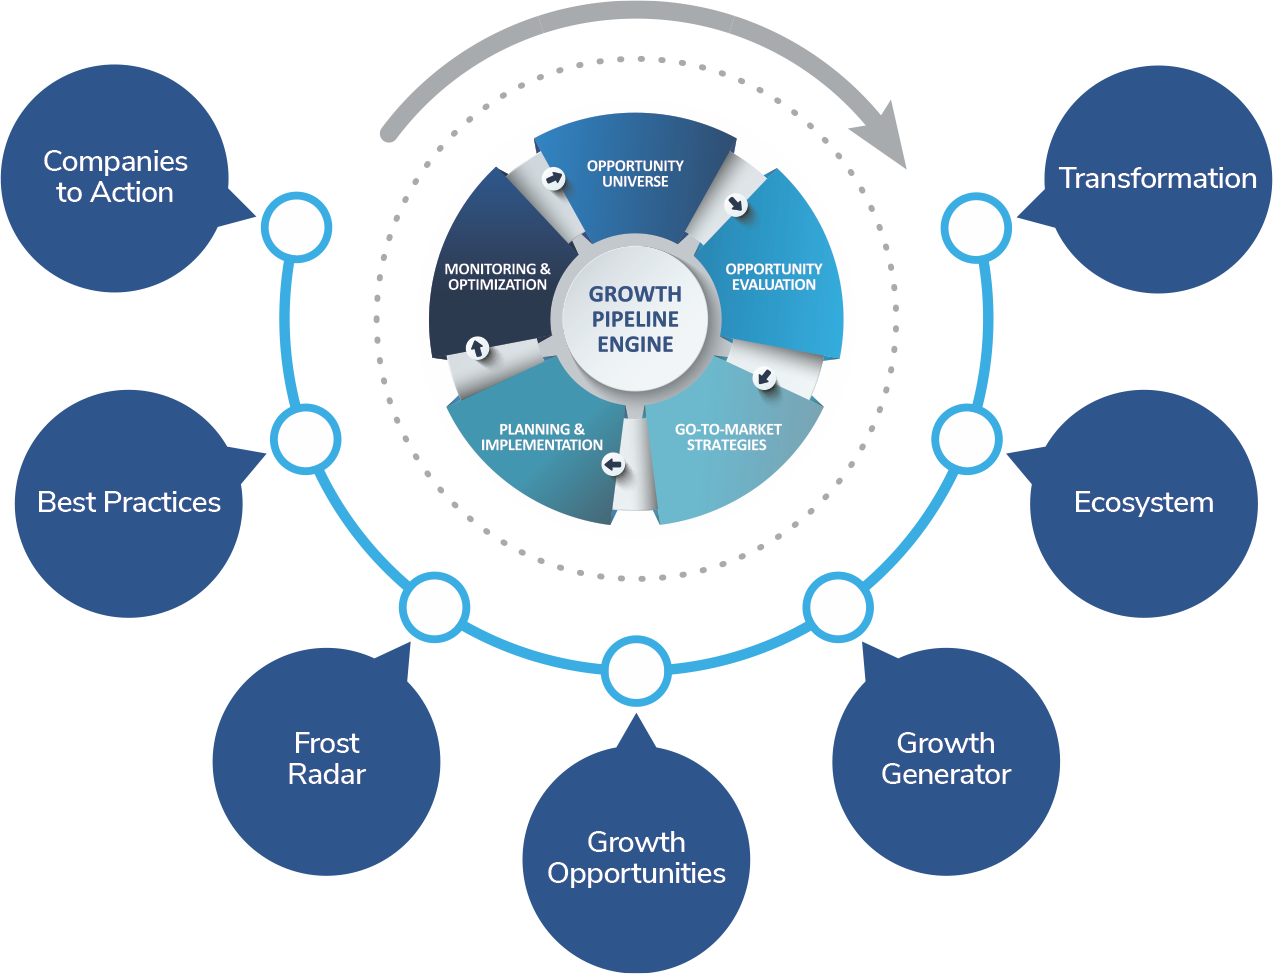 OPPORTUNITY
UNIVERSE
OPPORTUNITY
EVALUATION
GO-TO-MARKET
STRATEGIES
PLANNING &
IMPLEMENTATION
MONITORING &
OPTIMIZATION
GROWTH
PIPELINE
ENGINE
Companies
to Action
Best Practices
Frost
Radar
Growth
Opportunities
Growth
Generator
Ecosystem
Transformation